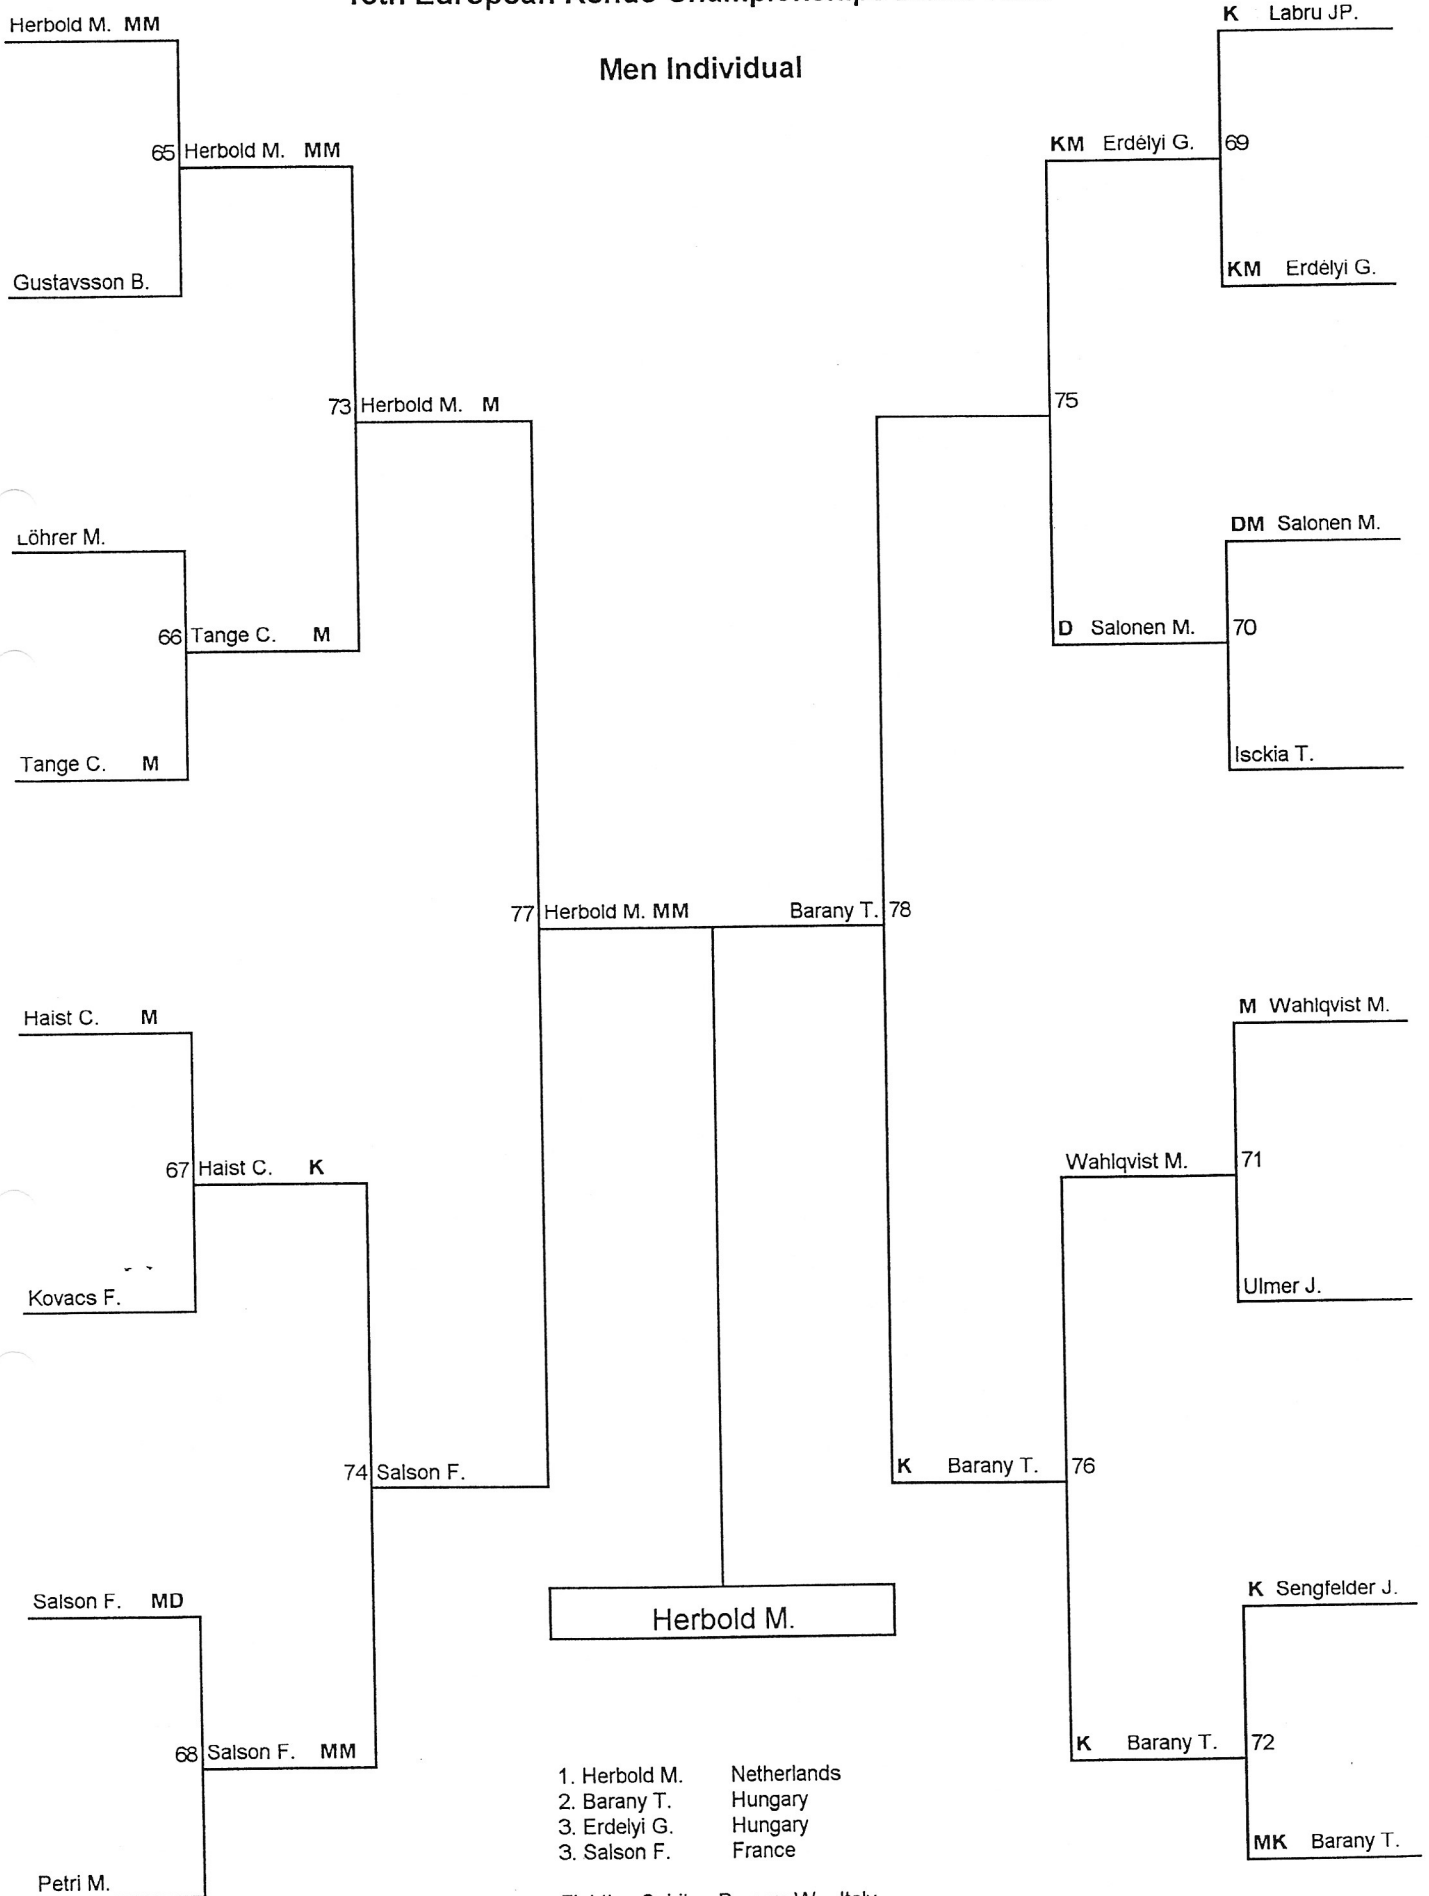 Men Individual
Herbold M. MM
65 Herbold M. MM
Gustavsson B.
73 Herbold M. M
Löhrer M.
66 Tange C. M
Tange C. M
77 Herbold M. MM
Haist C. M
67 Haist C. K
Kovacs F.
74 Salson F.
Salson F. MD
68 Salson F. MM
Petri M.
K Labru JP.
KM Erdélyi G. 69
KM Erdélyi G.
75
DM Salonen M.
D Salonen M. 70
Isckia T.
Barany T. 78
M Wahlqvist M.
Wahlqvist M. 71
Ulmer J.
K Barany T. 76
K Sengfelder J.
K Barany T. 72
MK Barany T.
Herbold M.
1. Herbold M. Netherlands
2. Barany T. Hungary
3. Erdelyi G. Hungary
3. Salson F. France